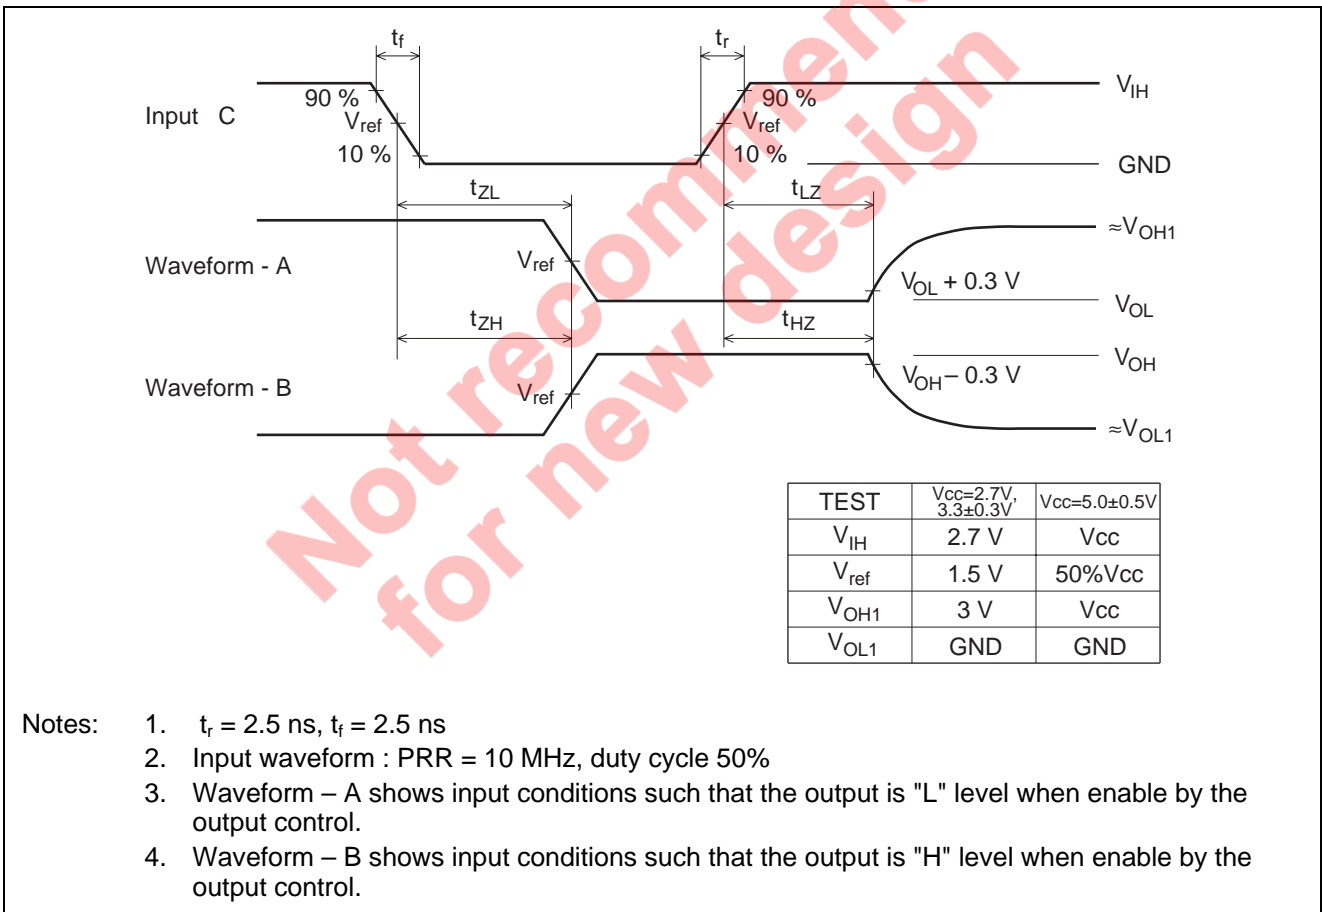 tf
tr
90 %
90 %
VIH
Input C
Vref
Vref
10 %
10 %
GND
tZL
tLZ
≈VOH1
Waveform - A
Vref
VOL + 0.3 V
VOL
tZH
tHZ
VOH
Waveform - B
Vref
VOH – 0.3 V
≈VOL1
Not recommen
for new design
TEST Vcc=2.7V, 3.3±0.3V Vcc=5.0±0.5V
VIH 2.7 V Vcc
Vref 1.5 V 50%Vcc
VOH1 3 V Vcc
VOL1 GND GND
Notes: 1. tr = 2.5 ns, tf = 2.5 ns
2. Input waveform : PRR = 10 MHz, duty cycle 50%
3. Waveform – A shows input conditions such that the output is "L" level when enable by the
output control.
4. Waveform – B shows input conditions such that the output is "H" level when enable by the
output control.